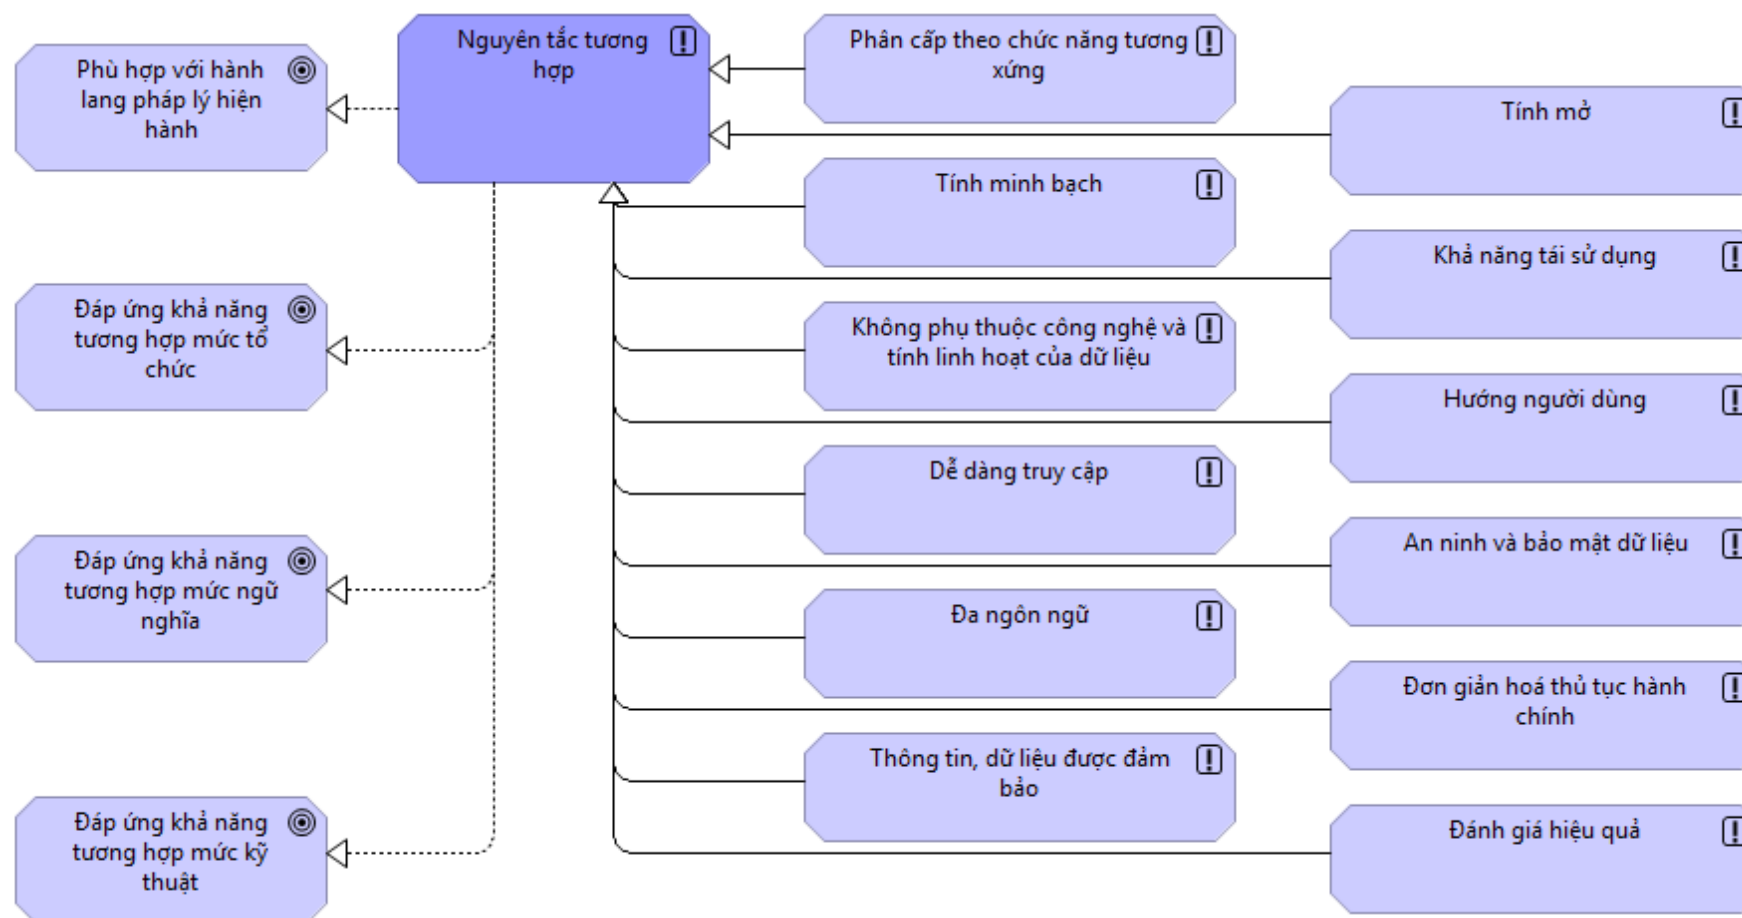 Phù hợp với hành
lang pháp lý hiện
hành
Đáp ứng khả năng
tương hợp mức tổ
chức
Đáp ứng khả năng
tương hợp mức ngữ
nghĩa
Đáp ứng khả năng
tương hợp mức kỹ
thuật
Nguyên tắc tương
hợp
Phân cấp theo chức năng tương
xứng
Tính mở
Tính minh bạch
Khả năng tái sử dụng
Không phụ thuộc công nghệ và
tính linh hoạt của dữ liệu
Hướng người dùng
Dễ dàng truy cập
An ninh và bảo mật dữ liệu
Đa ngôn ngữ
Đơn giản hoá thủ tục hành
chính
Thông tin, dữ liệu được đảm
bảo
Đánh giá hiệu quả